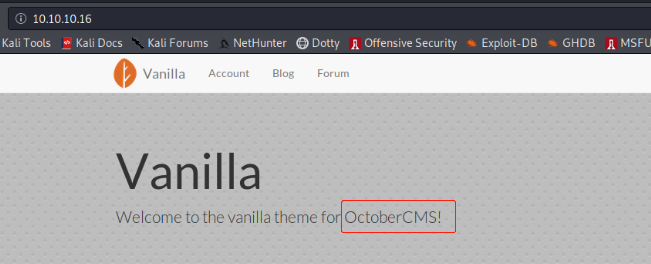 10.10.10.16
Kali Tools Kali Docs Kali Forums NetHunter Dotty Offensive Security Exploit-DB GHDB MSFU
Vanilla Account Blog Forum
Vanilla
Welcome to the vanilla theme for OctoberCMS!